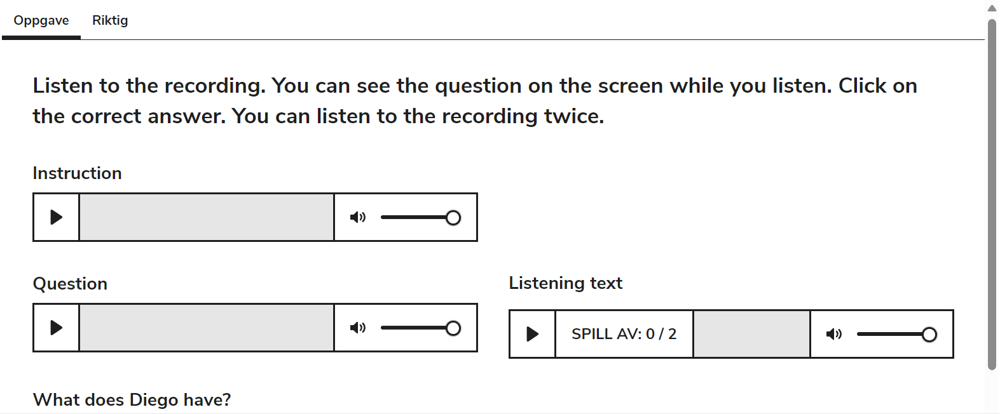 Oppgave Riktig
Listen to the recording. You can see the question on the screen while you listen. Click on
the correct answer. You can listen to the recording twice.
Instruction
Question
Listening text
SPILL AV: 0 / 2
What does Diego have?